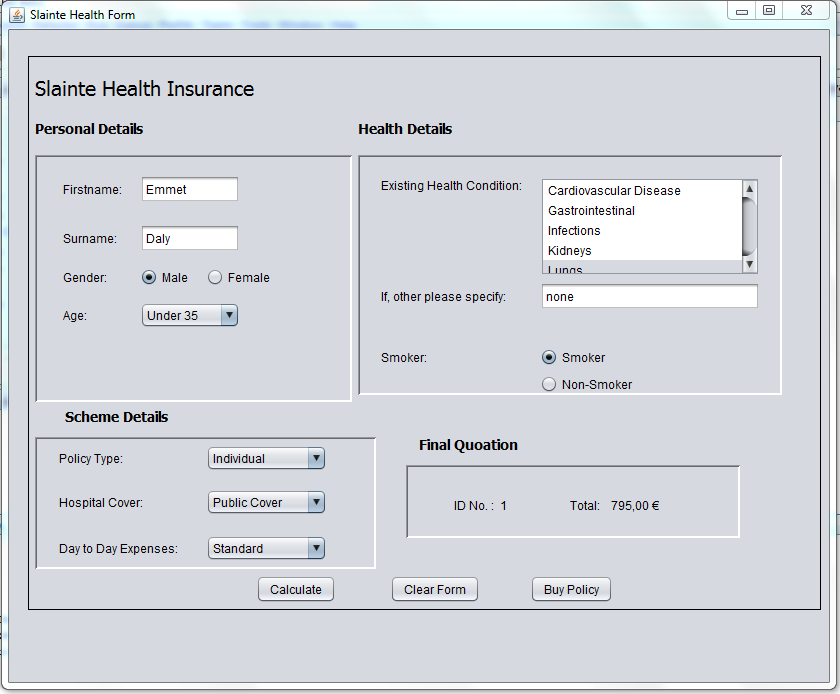 Slainte Health Form
Slainte Health Insurance
Personal Details
Firstname: Emmet
Surname: Daly
Gender: Male Female
Age: Under 35
Health Details
Existing Health Condition: Cardiovascular Disease
Gastrointestinal
Infections
Kidneys
Lungs
If, other please specify: none
Smoker: Smoker
Non-Smoker
Scheme Details
Policy Type: Individual
Hospital Cover: Public Cover
Day to Day Expenses: Standard
Final Quoation
ID No. : 1 Total: 795,00 €
Calculate Clear Form Buy Policy